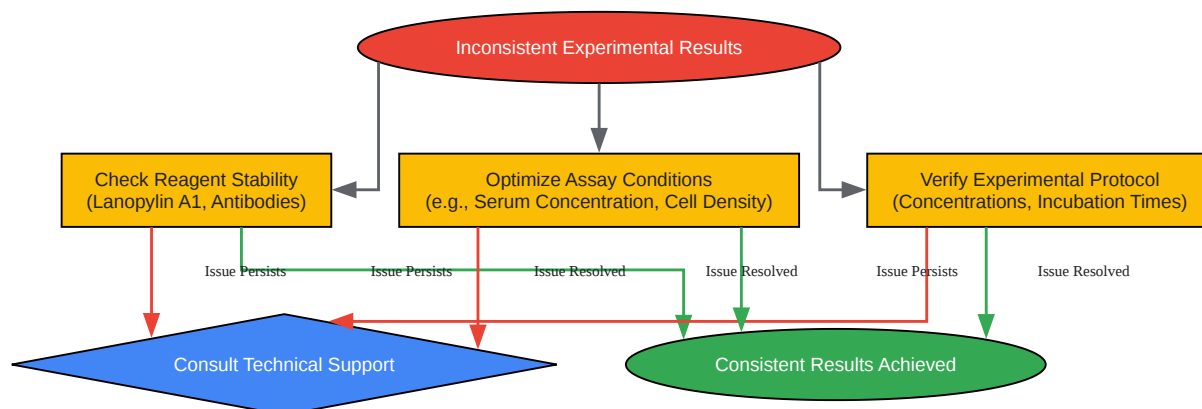 Inconsistent Experimental Results
Check Reagent Stability
(Lanopylin A1, Antibodies)
Optimize Assay Conditions
(e.g., Serum Concentration, Cell Density)
Verify Experimental Protocol
(Concentrations, Incubation Times)
Issue Persists
Issue Persists
Issue Resolved
Issue Resolved
Issue Persists
Issue Resolved
Consult Technical Support
Consistent Results Achieved